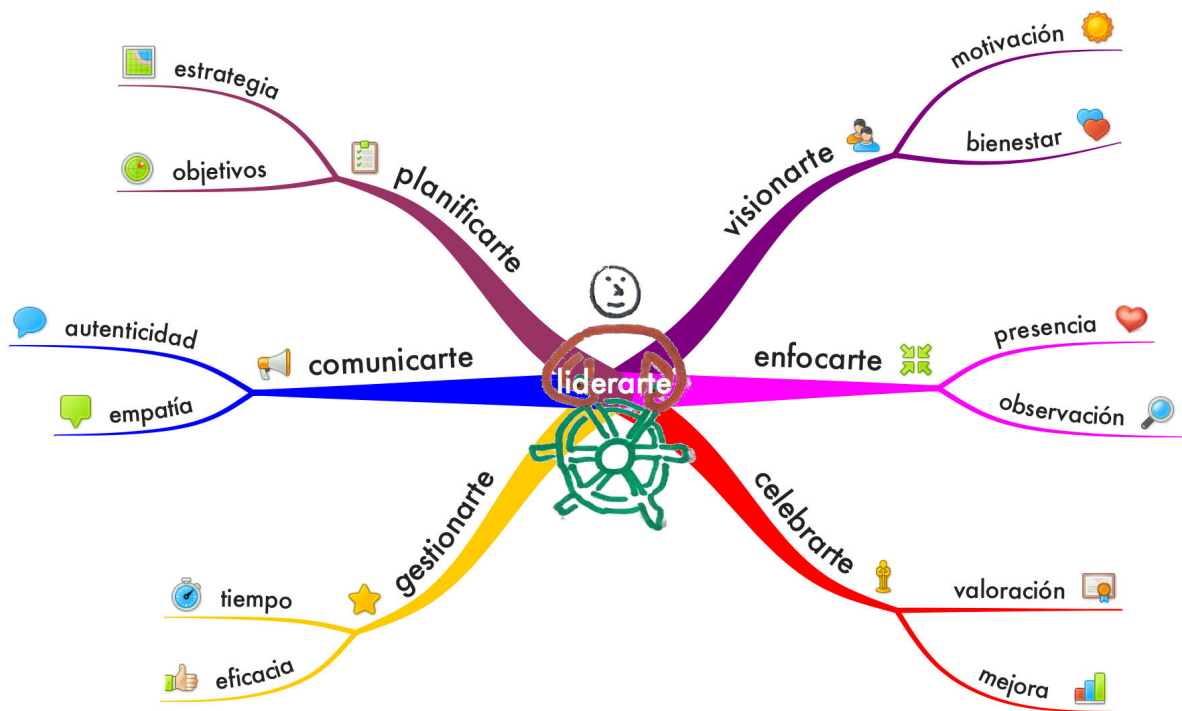 liderarte
visionarte
motivación
bienestar
enfocarte
presencia
observación
celebrarte
valoración
mejora
gestionarte
tiempo
eficacia
comunicarte
autenticidad
empatía
planificarte
estrategia
objetivos